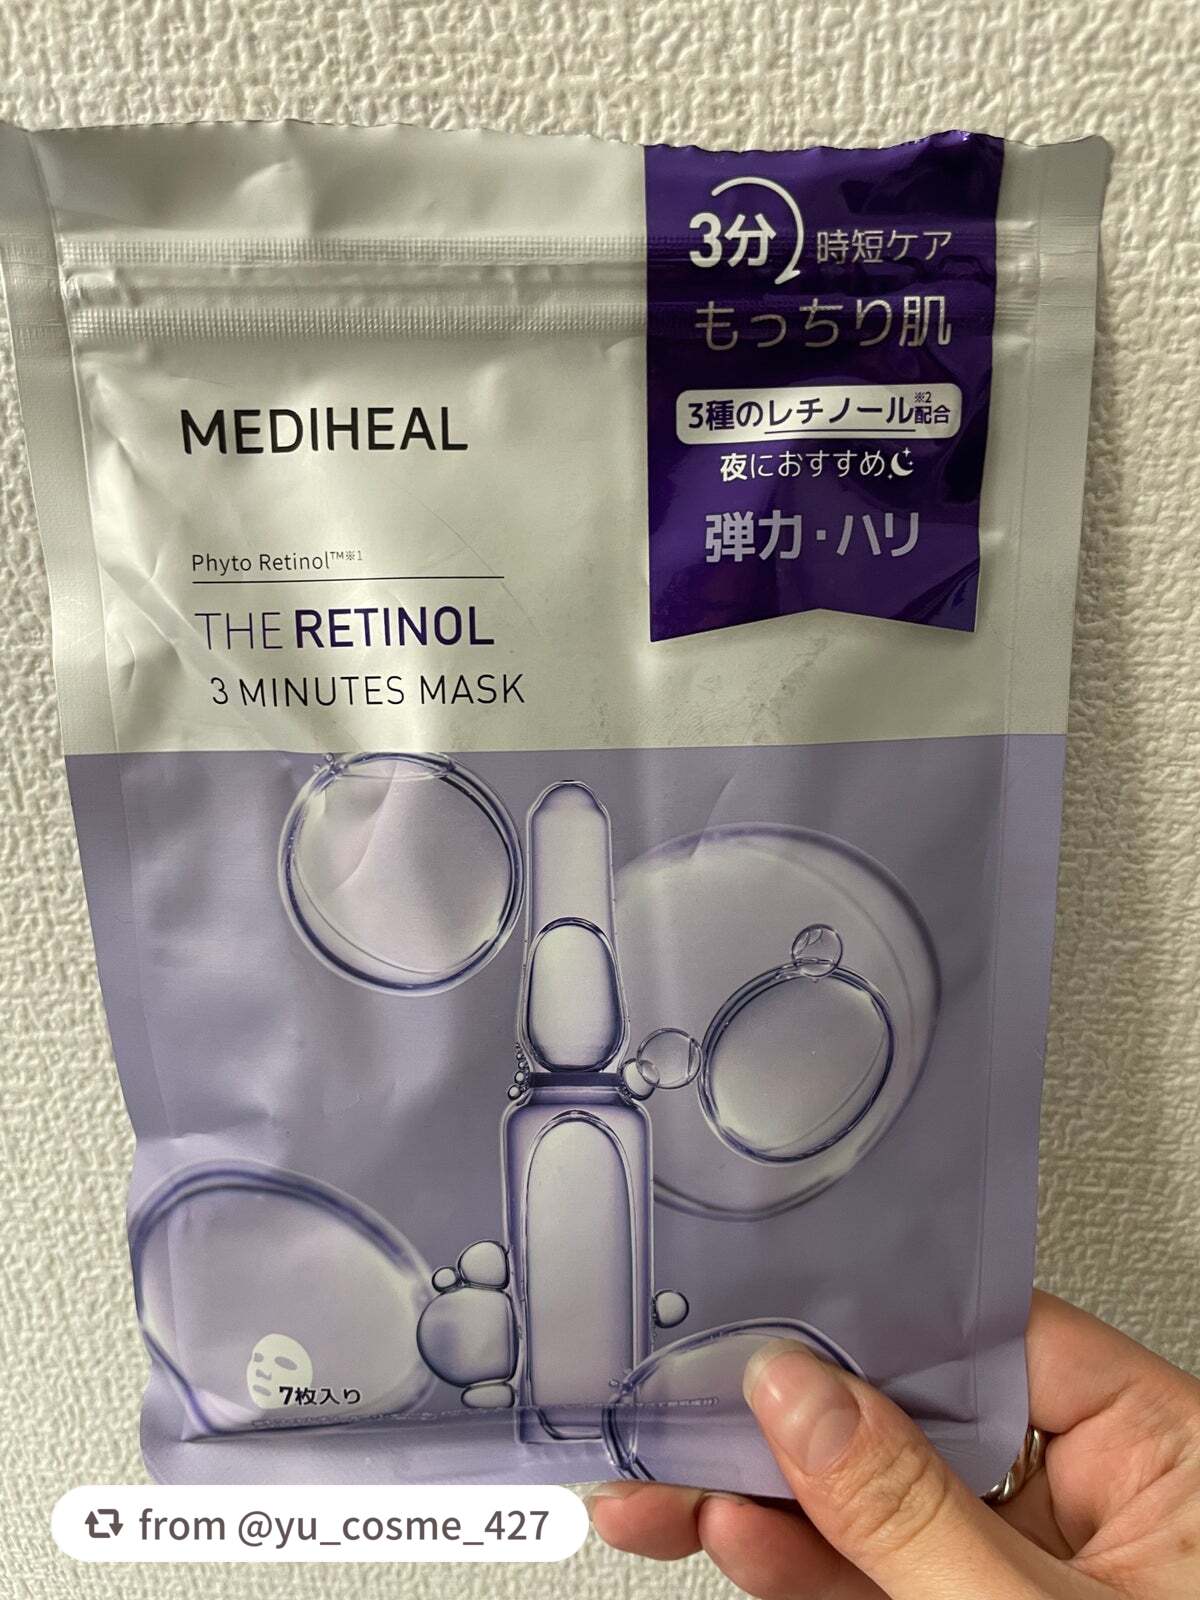 3分 時短ケア
もっちり肌
3種のレチノール※2配合
夜におすすめ
弾力・ハリ
MEDIHEAL
Phyto Retinol™※1
THE RETINOL
3 MINUTES MASK
7枚入り
from @yu_cosme_427